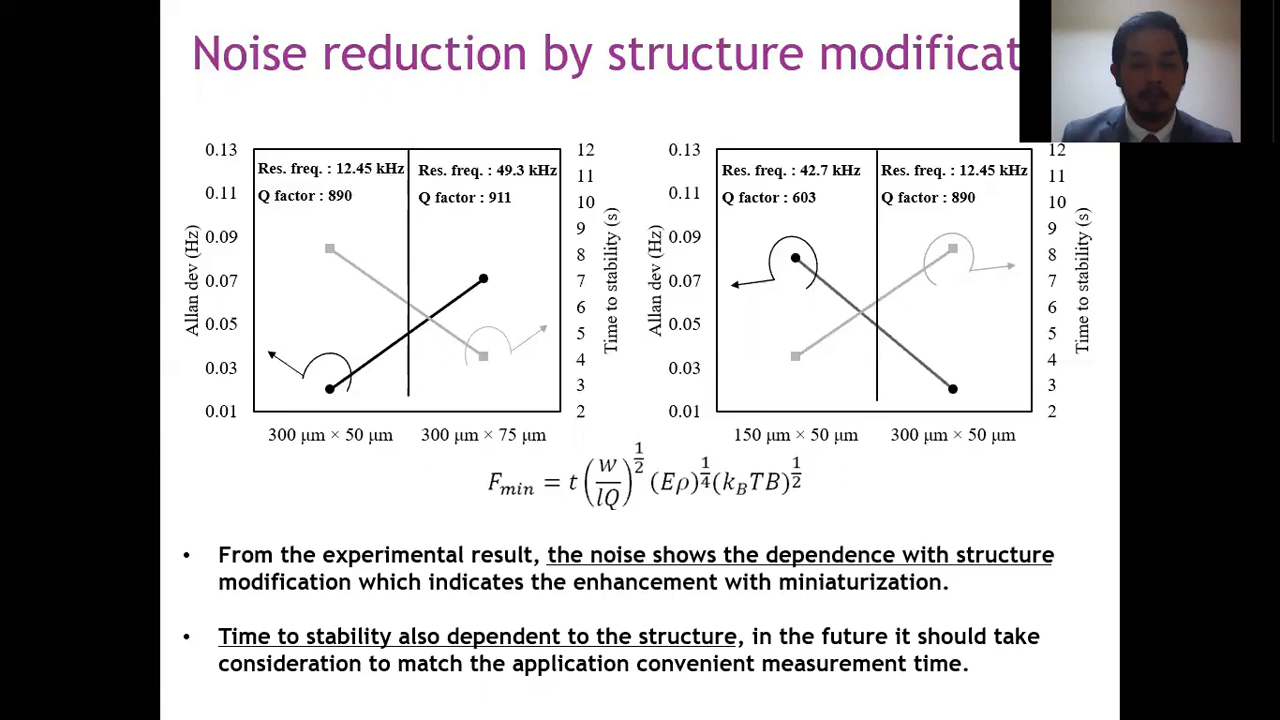 Noise reduction by structure modificat
0.13
0.11
0.09
0.07
0.05
0.03
0.01
Allan dev (Hz)
Res. freq. : 12.45 kHz
Q factor : 890
Res. freq. : 49.3 kHz
Q factor : 911
12
11
10
9
8
7
6
5
4
3
2
Time to stability (s)
300 μm × 50 μm
300 μm × 75 μm
0.13
0.11
0.09
0.07
0.05
0.03
0.01
Allan dev (Hz)
Res. freq. : 42.7 kHz
Q factor : 603
Res. freq. : 12.45 kHz
Q factor : 890
12
11
10
9
8
7
6
5
4
3
2
Time to stability (s)
150 μm × 50 μm
300 μm × 50 μm
F_min = t (w/lQ)^(1/2) (Eρ)^(1/4) (k_B TB)^(1/2)
• From the experimental result, the noise shows the dependence with structure
modification which indicates the enhancement with miniaturization.
• Time to stability also dependent to the structure, in the future it should take
consideration to match the application convenient measurement time.